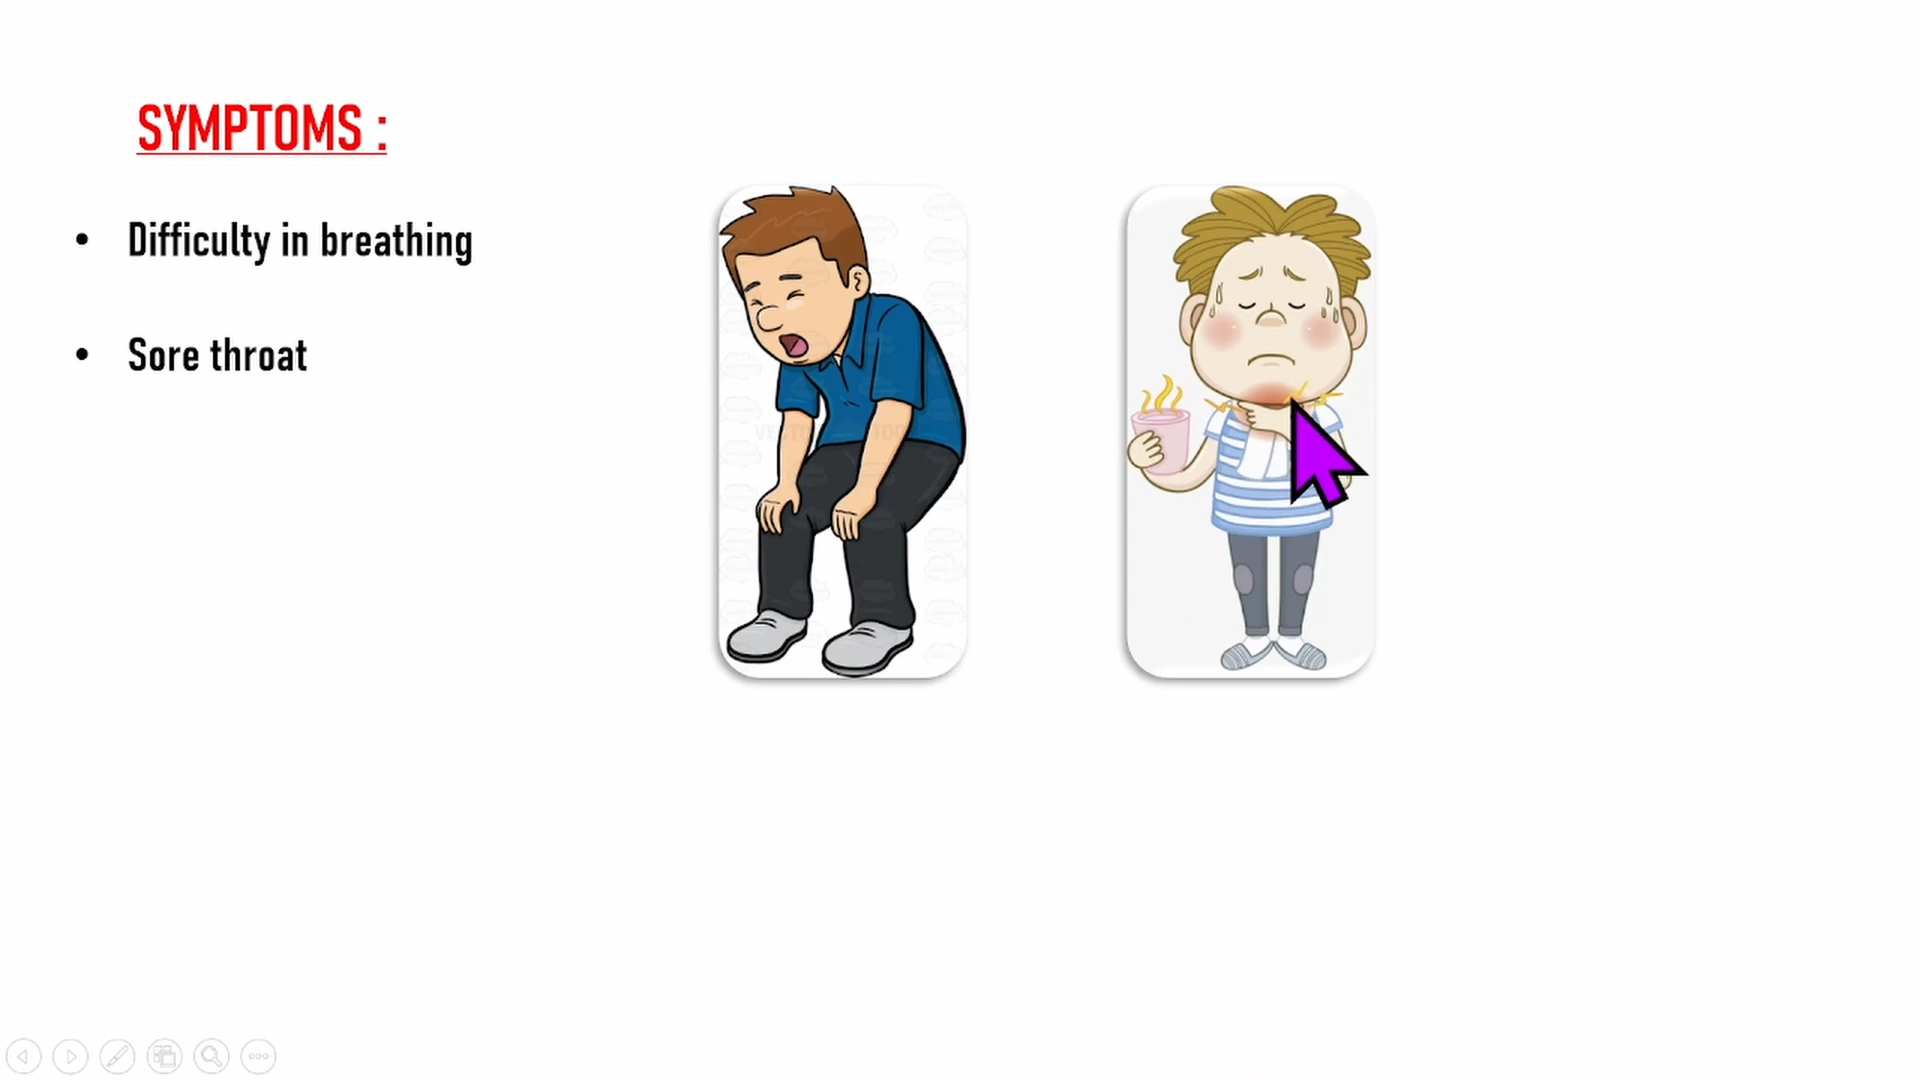 SYMPTOMS :
• Difficulty in breathing
• Sore throat